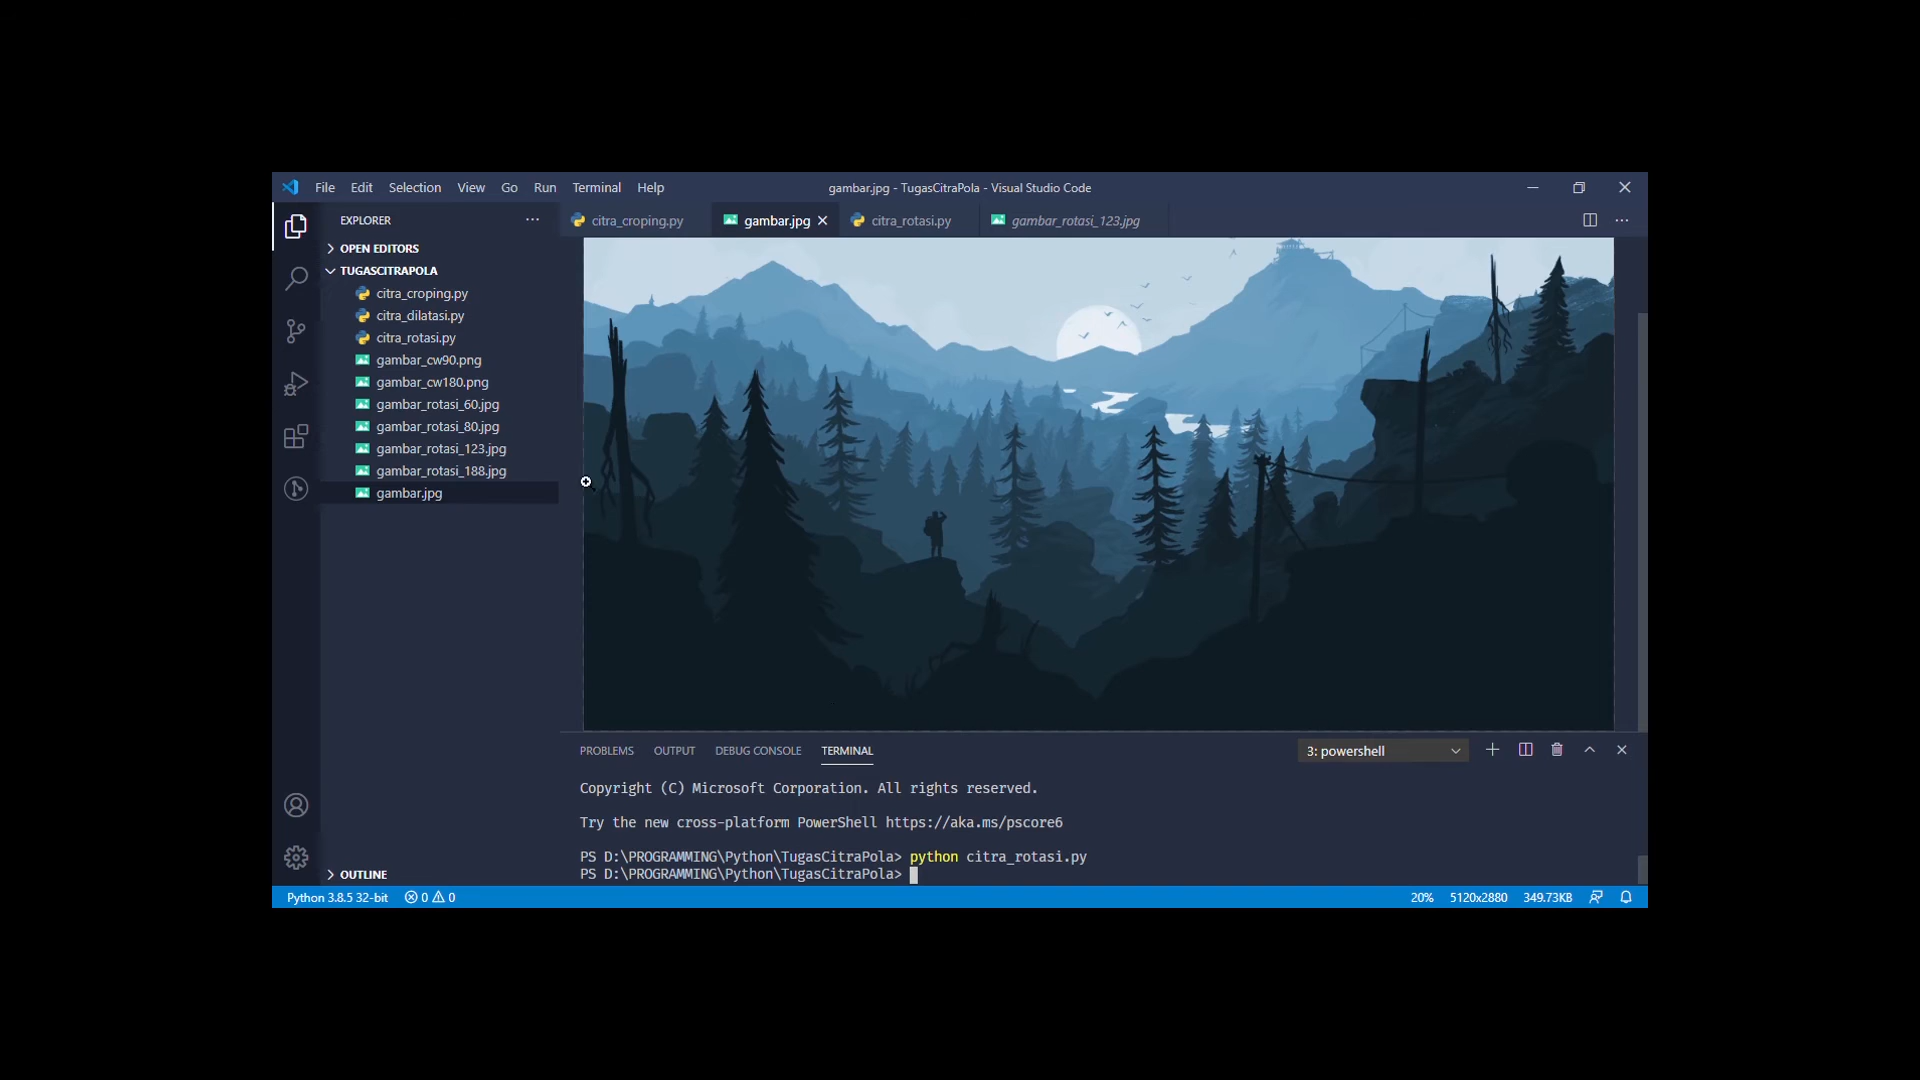 File Edit Selection View Go Run Terminal Help
gambar.jpg - TugasCitraPola - Visual Studio Code
EXPLORER
citra_croping.py
gambar.jpg
citra_rotasi.py
gambar_rotasi_123.jpg
OPEN EDITORS
TUGASCITRAPOLA
citra_croping.py
citra_dilatasi.py
citra_rotasi.py
gambar_cw90.png
gambar_cw180.png
gambar_rotasi_60.jpg
gambar_rotasi_80.jpg
gambar_rotasi_123.jpg
gambar_rotasi_188.jpg
gambar.jpg
OUTLINE
PROBLEMS OUTPUT DEBUG CONSOLE TERMINAL
3: powershell
Copyright (C) Microsoft Corporation. All rights reserved.
Try the new cross-platform PowerShell https://aka.ms/pscore6
PS D:\PROGRAMMING\Python\TugasCitraPola> python citra_rotasi.py
PS D:\PROGRAMMING\Python\TugasCitraPola>
Python 3.8.5 32-bit 0 0 20% 5120x2880 349.73KB